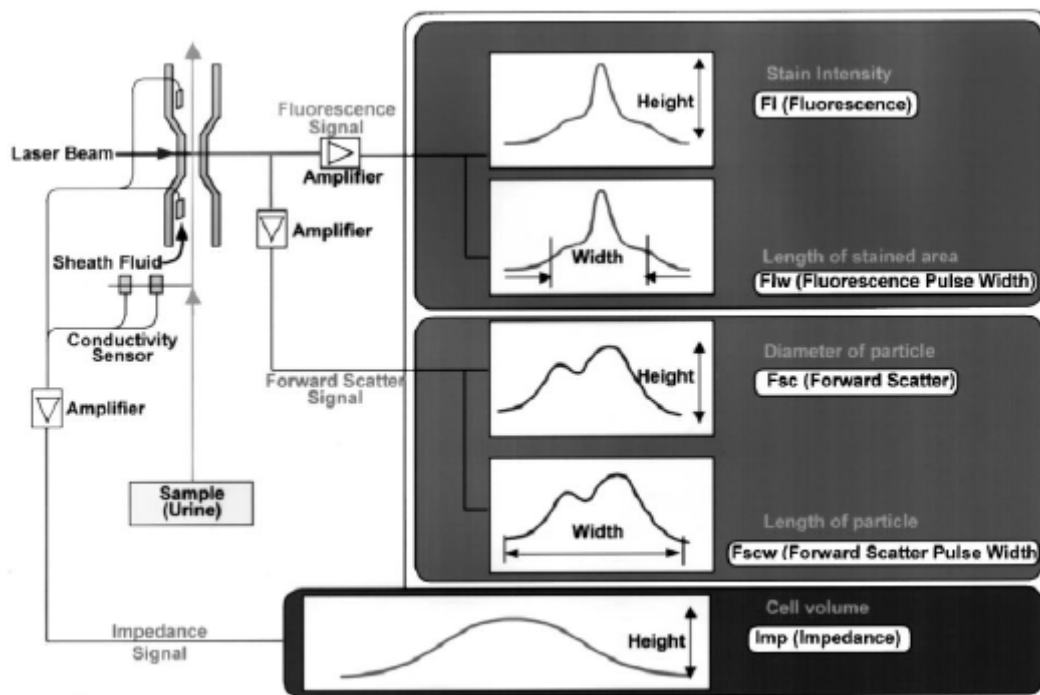 Stain Intensity
Fl (Fluorescence)
Height
Fluorescence
Signal
Laser Beam
Amplifier
Amplifier
Width
Length of stained area
Flw (Fluorescence Pulse Width)
Sheath Fluid
Conductivity
Sensor
Diameter of particle
Fsc (Forward Scatter)
Height
Forward Scatter
Signal
Amplifier
Sample
(Urine)
Width
Length of particle
Fscw (Forward Scatter Pulse Width
Cell volume
Imp (Impedance)
Height
Impedance
Signal